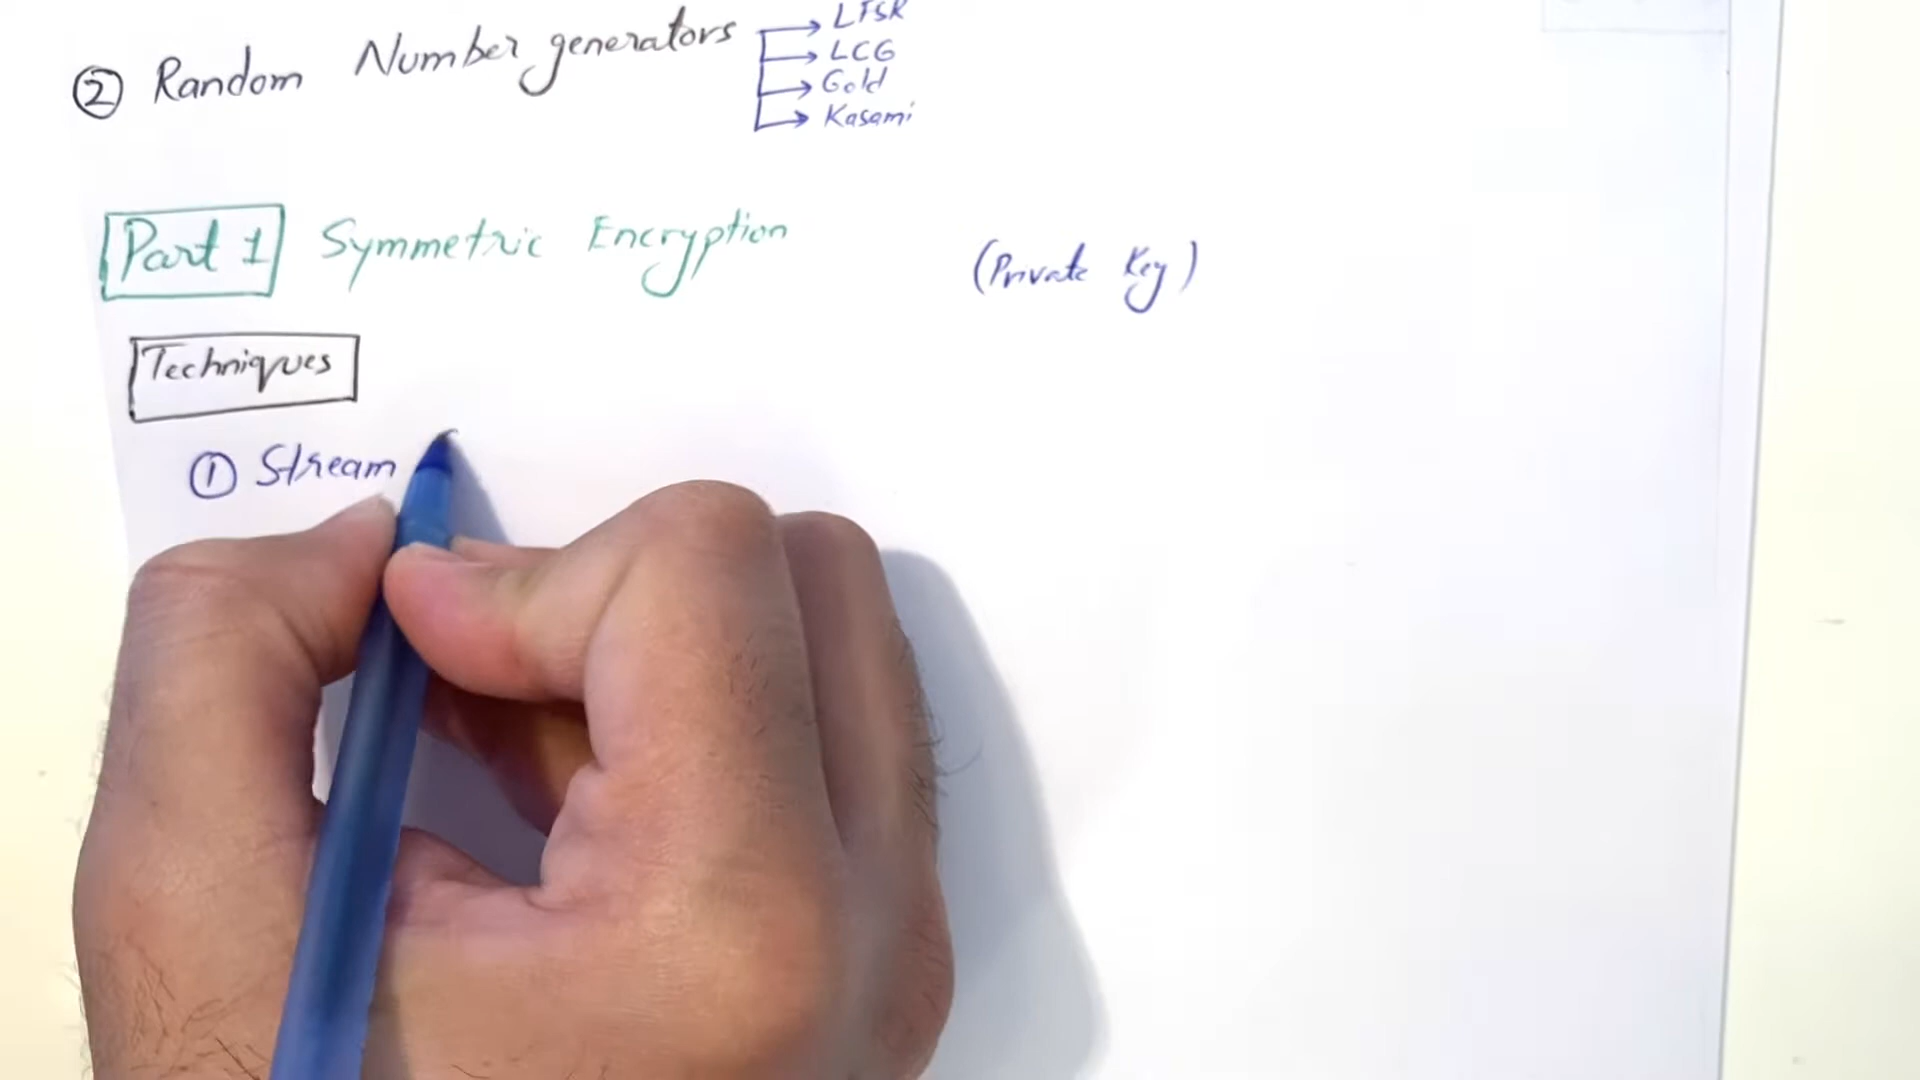 ② Random Number generators
LFSR
LCG
Gold
Kasami
Part 1 Symmetric Encryption (Private Key)
Techniques
① Stream